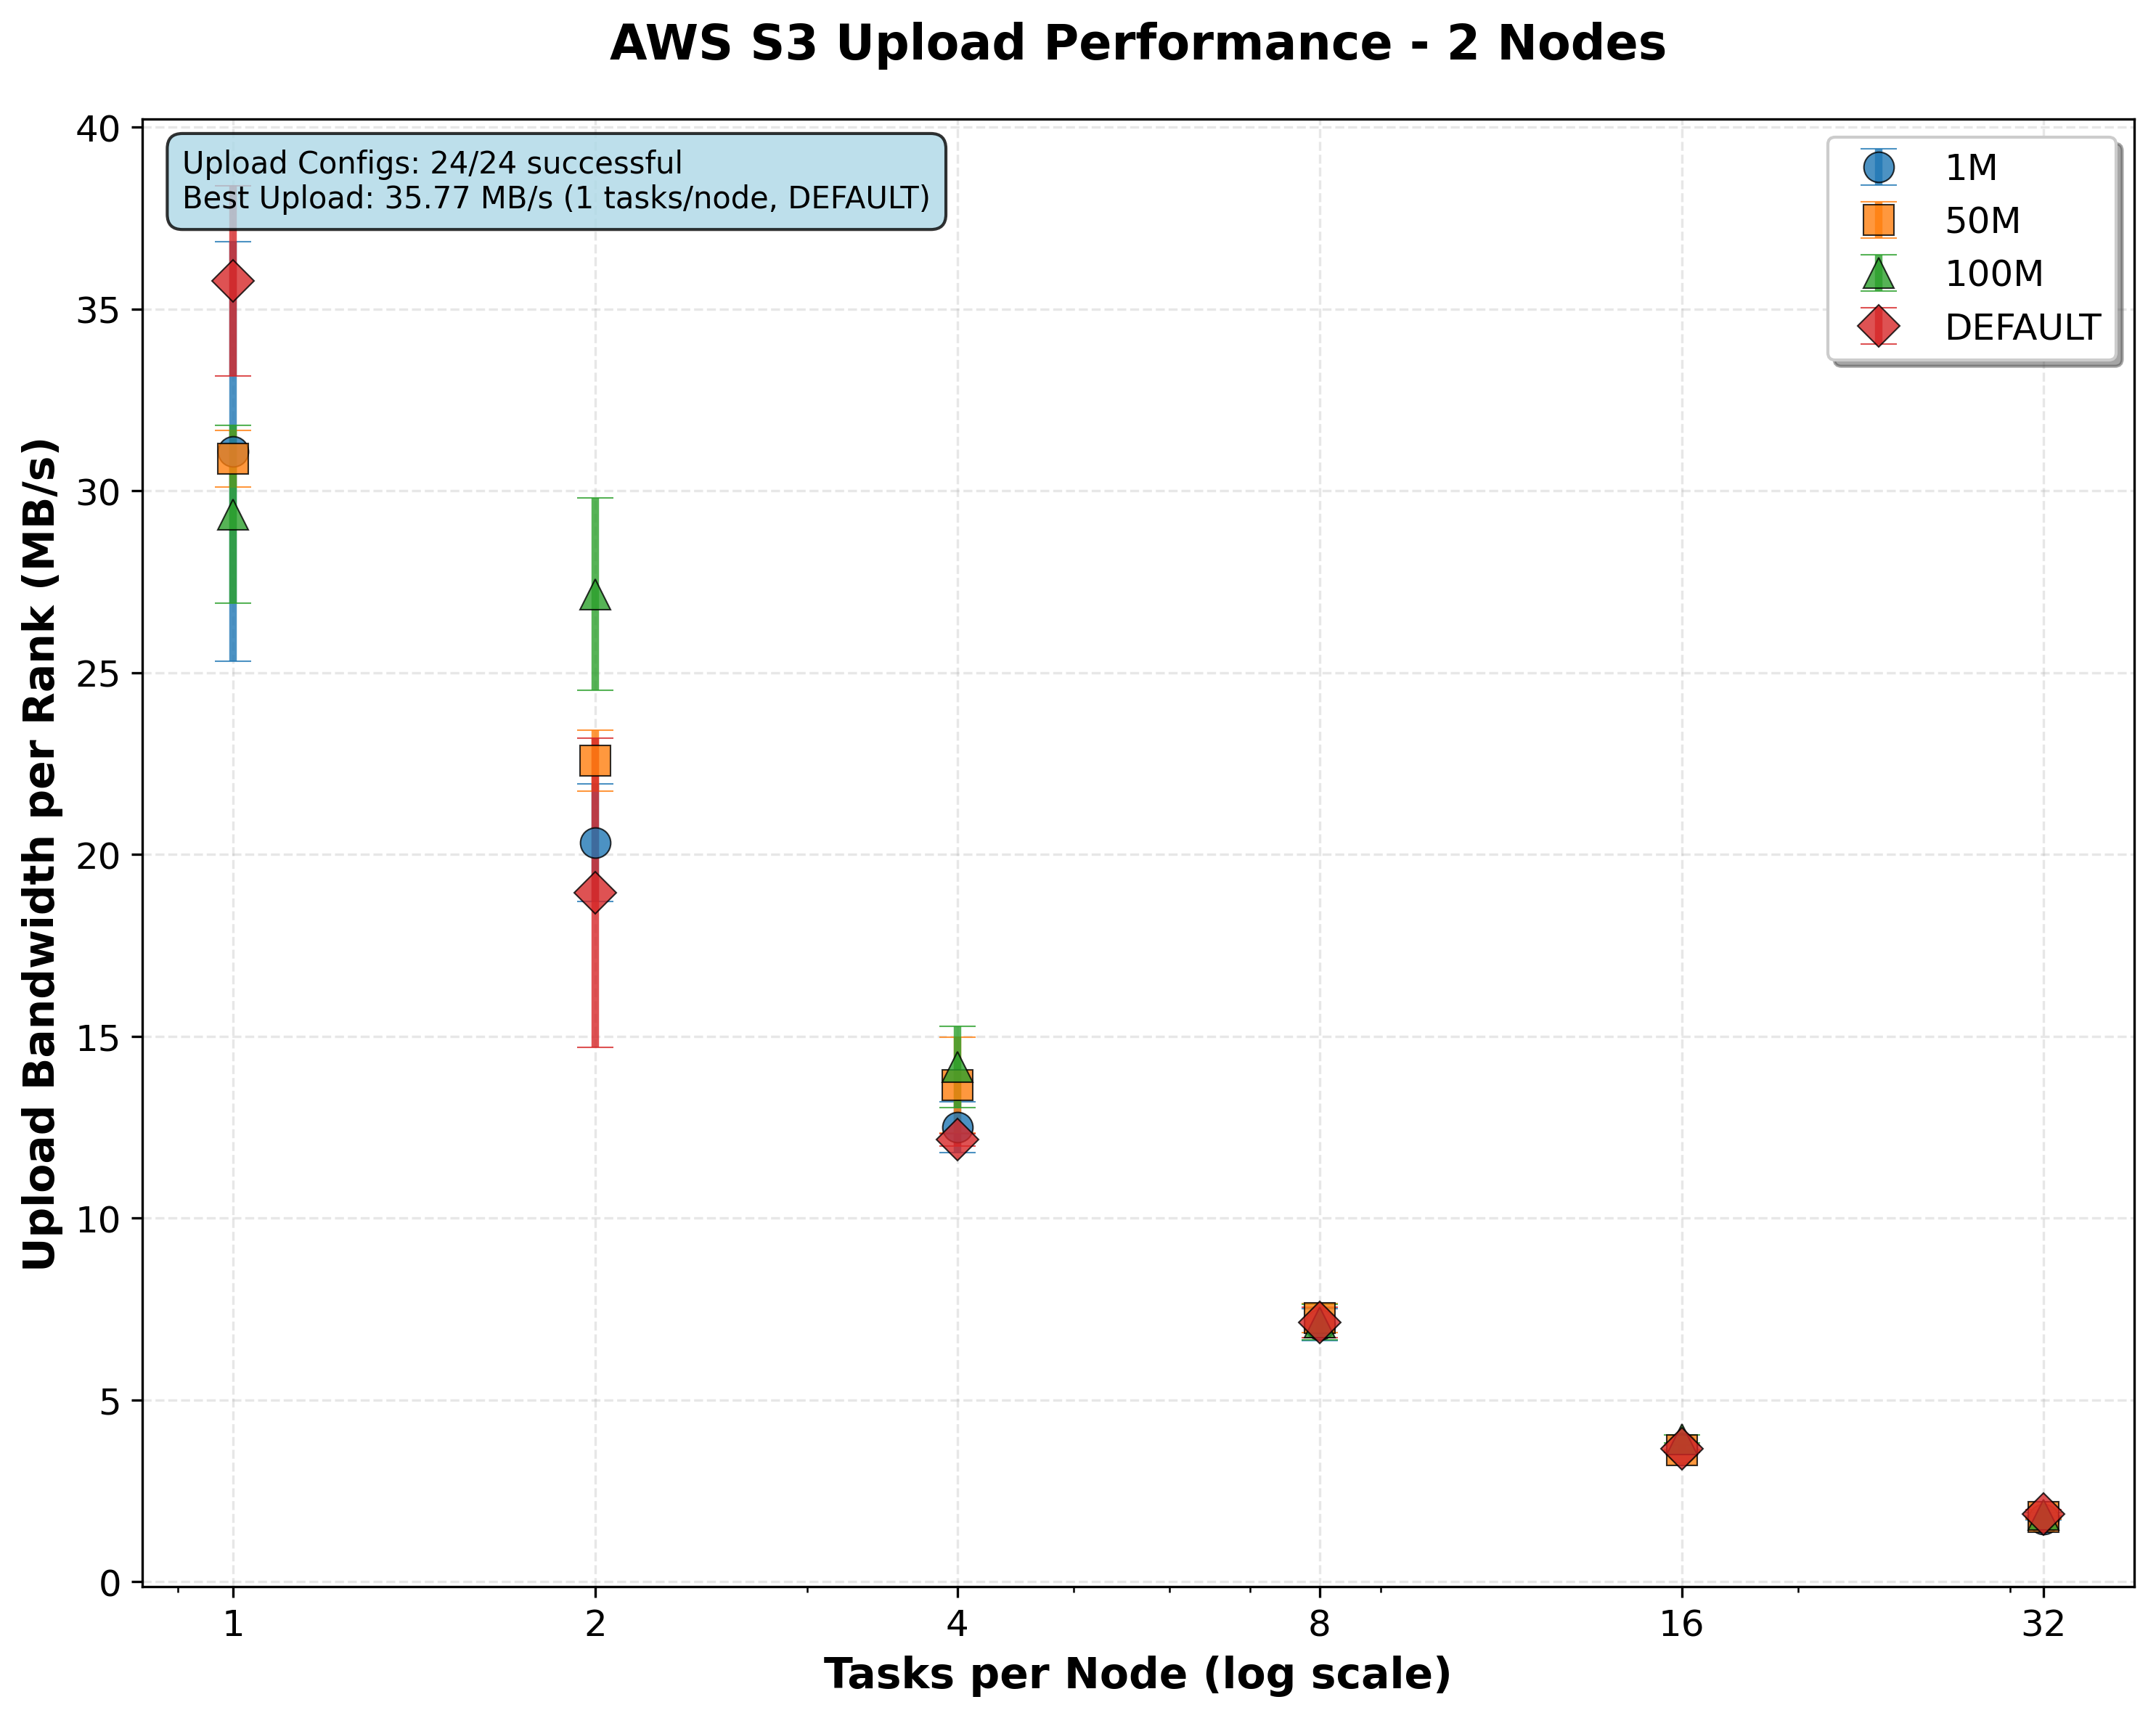 AWS S3 Upload Performance - 2 Nodes
Upload Configs: 24/24 successful
Best Upload: 35.77 MB/s (1 tasks/node, DEFAULT)
1M
50M
100M
DEFAULT
Upload Bandwidth per Rank (MB/s)
40
35
30
25
20
15
10
5
0
1 2 4 8 16 32
Tasks per Node (log scale)